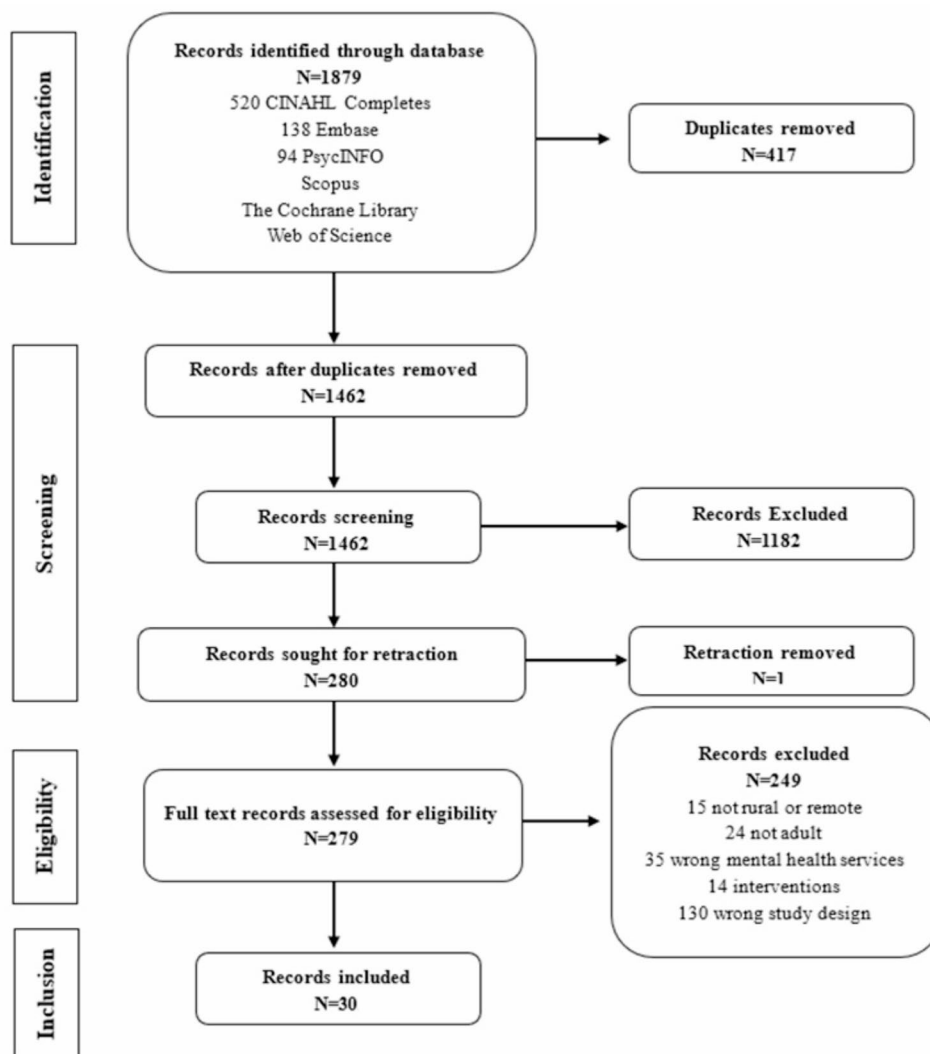 Identification
Records identified through database
N=1879
520 CINAHL Completes
138 Embase
94 PsycINFO
Scopus
The Cochrane Library
Web of Science
Duplicates removed
N=417
Screening
Records after duplicates removed
N=1462
Records screening
N=1462
Records Excluded
N=1182
Records sought for retraction
N=280
Retraction removed
N=1
Eligibility
Full text records assessed for eligibility
N=279
Records excluded
N=249
15 not rural or remote
24 not adult
35 wrong mental health services
14 interventions
130 wrong study design
Inclusion
Records included
N=30